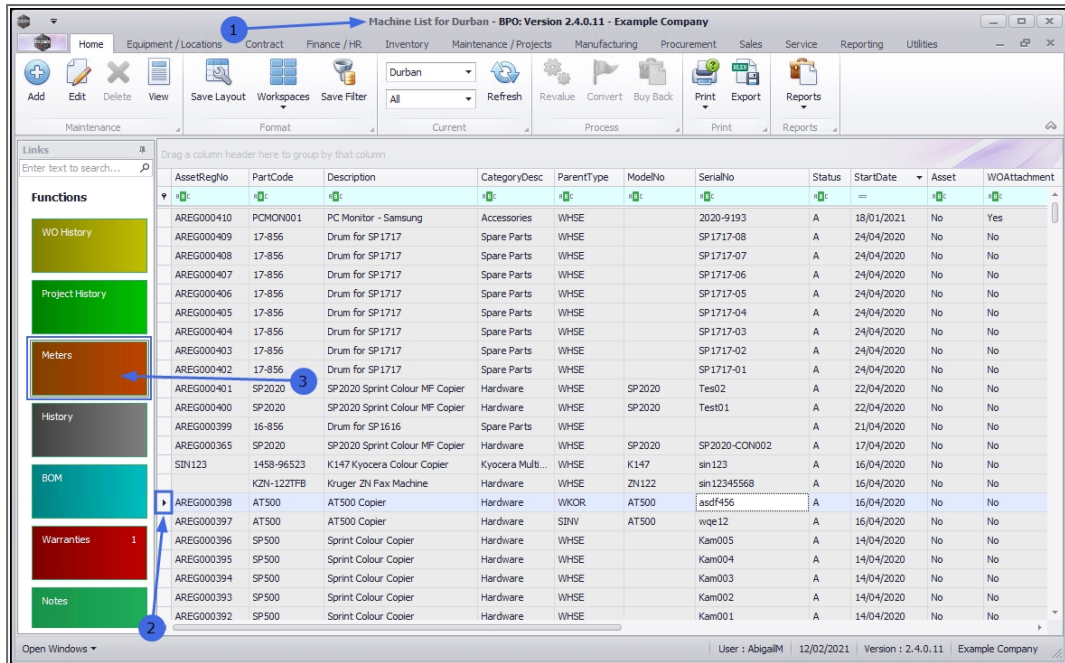 Machine List for Durban - BPO: Version 2.4.0.11 - Example Company
1
Home Equipment / Locations Contract Finance / HR Inventory Maintenance / Projects Manufacturing Procurement Sales Service Reporting Utilities
Durban
All
Add Edit Delete View Save Layout Workspaces Save Filter Refresh Revalue Convert Buy Back Print Export Reports
Maintenance Format Current Process Print Reports
Links
Enter text to search...
Functions
WO History
Project History
Meters
3
History
BOM
Warranties 1
Notes
2
Drag a column header here to group by that column
AssetRegNo PartCode Description CategoryDesc ParentType ModelNo SerialNo Status StartDate Asset WOAttachment
AREG000410 PCMON001 PC Monitor - Samsung Accessories WHSE 2020-9193 A 18/01/2021 No Yes
AREG000409 17-856 Drum for SP1717 Spare Parts WHSE SP1717-08 A 24/04/2020 No No
AREG000408 17-856 Drum for SP1717 Spare Parts WHSE SP1717-07 A 24/04/2020 No No
AREG000407 17-856 Drum for SP1717 Spare Parts WHSE SP1717-06 A 24/04/2020 No No
AREG000406 17-856 Drum for SP1717 Spare Parts WHSE SP1717-05 A 24/04/2020 No No
AREG000405 17-856 Drum for SP1717 Spare Parts WHSE SP1717-04 A 24/04/2020 No No
AREG000404 17-856 Drum for SP1717 Spare Parts WHSE SP1717-03 A 24/04/2020 No No
AREG000403 17-856 Drum for SP1717 Spare Parts WHSE SP1717-02 A 24/04/2020 No No
AREG000402 17-856 Drum for SP1717 Spare Parts WHSE SP1717-01 A 24/04/2020 No No
AREG000401 SP2020 SP2020 Sprint Colour MF Copier Hardware WHSE SP2020 Tes02 A 22/04/2020 No No
AREG000400 SP2020 SP2020 Sprint Colour MF Copier Hardware WHSE SP2020 Test01 A 22/04/2020 No No
AREG000399 16-856 Drum for SP1616 Spare Parts WHSE A 21/04/2020 No No
AREG000365 SP2020 SP2020 Sprint Colour MF Copier Hardware WHSE SP2020 SP2020-CON002 A 17/04/2020 No No
SIN123 1458-96523 K147 Kyocera Colour Copier Kyocera Multi... WHSE K147 sin123 A 16/04/2020 No No
KZN-122TFB Kruger ZN Fax Machine Hardware WHSE ZN122 sin12345568 A 16/04/2020 No No
AREG000398 AT500 AT500 Copier Hardware WKOR AT500 asdf456 A 16/04/2020 No No
AREG000397 AT500 AT500 Copier Hardware SINV AT500 wqe12 A 16/04/2020 No No
AREG000396 SP500 Sprint Colour Copier Hardware WHSE Kam005 A 14/04/2020 No No
AREG000395 SP500 Sprint Colour Copier Hardware WHSE Kam004 A 14/04/2020 No No
AREG000394 SP500 Sprint Colour Copier Hardware WHSE Kam003 A 14/04/2020 No No
AREG000393 SP500 Sprint Colour Copier Hardware WHSE Kam002 A 14/04/2020 No No
AREG000392 SP500 Sprint Colour Copier Hardware WHSE Kam001 A 14/04/2020 No No
Open Windows User : AbigailM 12/02/2021 Version : 2.4.0.11 Example Company